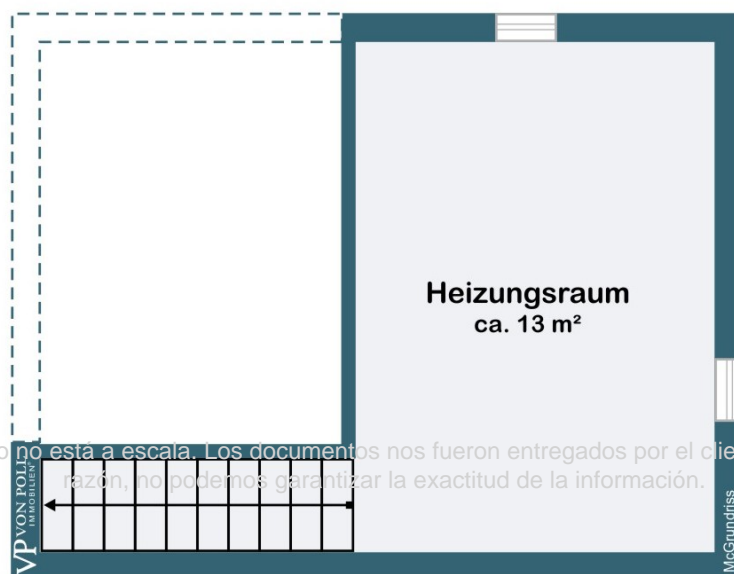 Heizungsraum
ca. 13 m²
no está a escala. Los documentos nos fueron entregados por el
razón, no podemos garantizar la exactitud de la información.
VP VON POLL
IMMOBILIEN
McGrundriss